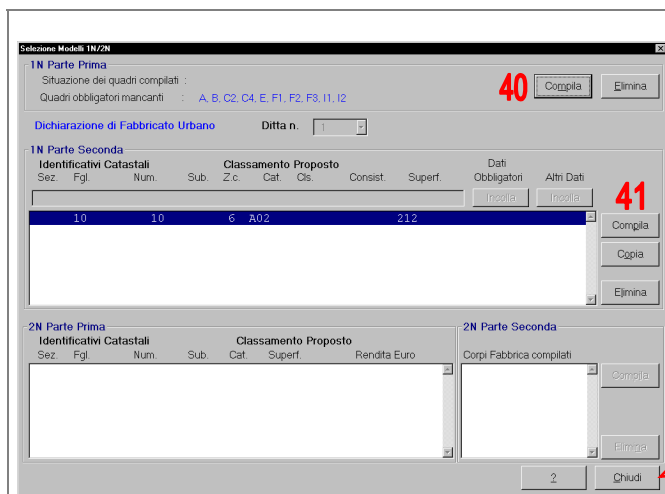 Selezione Modelli 1N/2N
1N Parte Prima
Situazione dei quadri compilati :
Quadri obbligatori mancanti : A, B, C2, C4, E, F1, F2, F3, I1, I2
40 Compila Elimina
Dichiarazione di Fabbricato Urbano Ditta n. 1
1N Parte Seconda
Identificativi Catastali Classamento Proposto Dati
Sez. Fgl. Num. Sub. Z.c. Cat. Cls. Consist. Superf. Obbligatori Altri Dati
Incolla Incolla 41
10 10 6 A02 212
Compila
Copia
Elimina
2N Parte Prima 2N Parte Seconda
Identificativi Catastali Classamento Proposto
Sez. Fgl. Num. Sub. Cat. Superf. Rendita Euro Corpi Fabbrica compilati
Compila
Elimina
? Chiudi